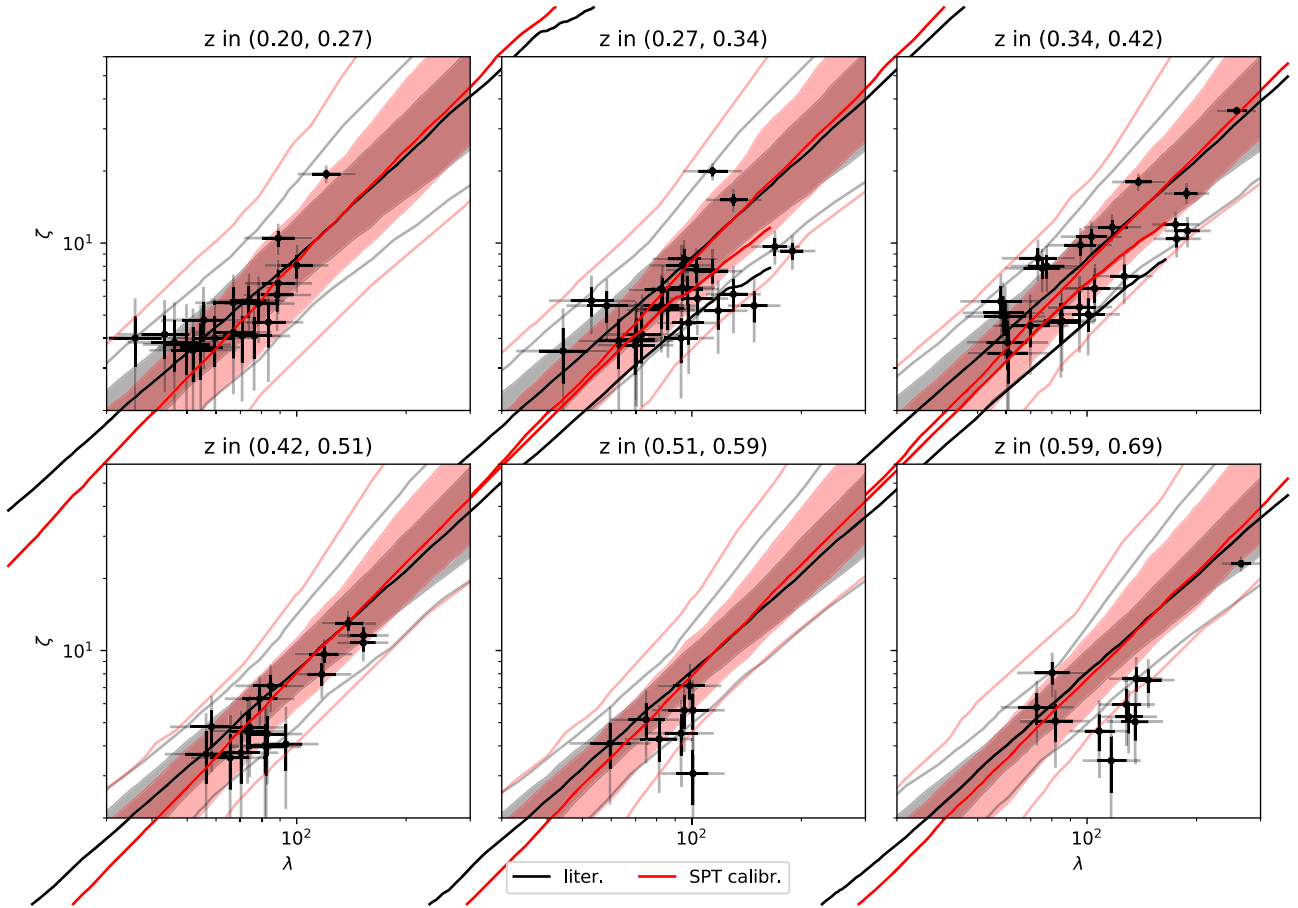 z in (0.20, 0.27)
z in (0.27, 0.34)
z in (0.34, 0.42)
ζ
10¹
z in (0.42, 0.51)
z in (0.51, 0.59)
z in (0.59, 0.69)
ζ
10¹
10²
10²
10²
λ
λ
λ
liter.
SPT calibr.